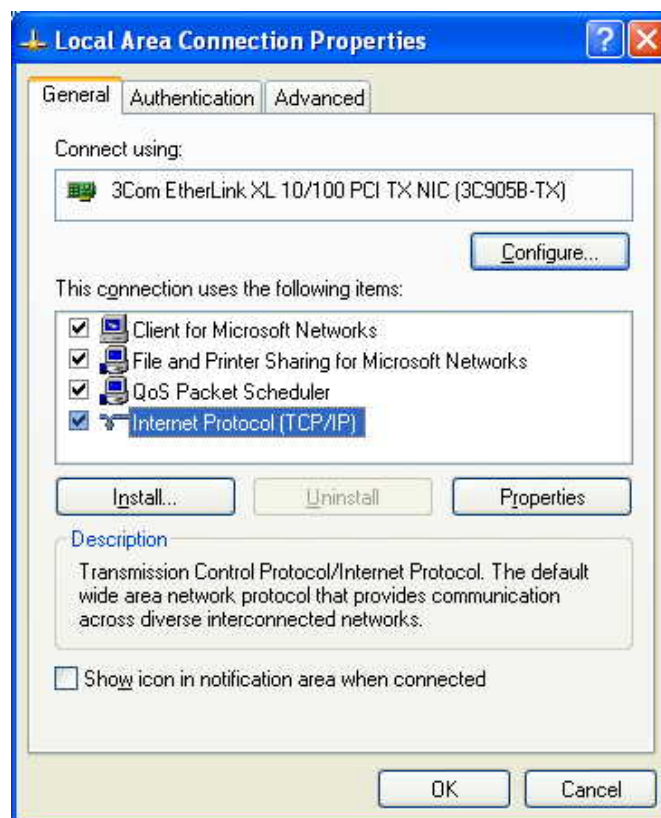 Local Area Connection Properties
General Authentication Advanced
Connect using:
3Com EtherLink XL 10/100 PCI TX NIC (3C905B-TX)
Configure...
This connection uses the following items:
Client for Microsoft Networks
File and Printer Sharing for Microsoft Networks
QoS Packet Scheduler
Internet Protocol (TCP/IP)
Install... Uninstall Properties
Description
Transmission Control Protocol/Internet Protocol. The default
wide area network protocol that provides communication
across diverse interconnected networks.
Show icon in notification area when connected
OK Cancel